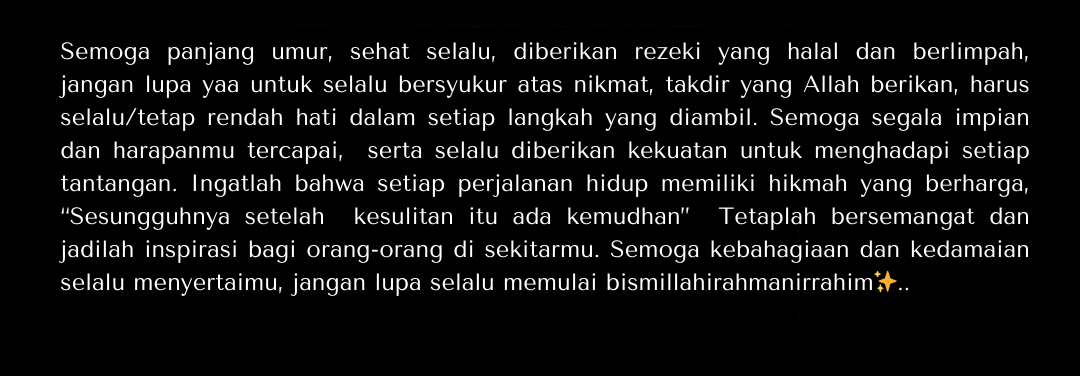 Semoga panjang umur, sehat selalu, diberikan rezeki yang halal dan berlimpah,
jangan lupa yaa untuk selalu bersyukur atas nikmat, takdir yang Allah berikan, harus
selalu/tetap rendah hati dalam setiap langkah yang diambil. Semoga segala impian
dan harapanmu tercapai,  serta selalu diberikan kekuatan untuk menghadapi setiap
tantangan. Ingatlah bahwa setiap perjalanan hidup memiliki hikmah yang berharga,
“Sesungguhnya setelah  kesulitan itu ada kemudhan”  Tetaplah bersemangat dan
jadilah inspirasi bagi orang-orang di sekitarmu. Semoga kebahagiaan dan kedamaian
selalu menyertaimu, jangan lupa selalu memulai bismillahirahmanirrahim✨..